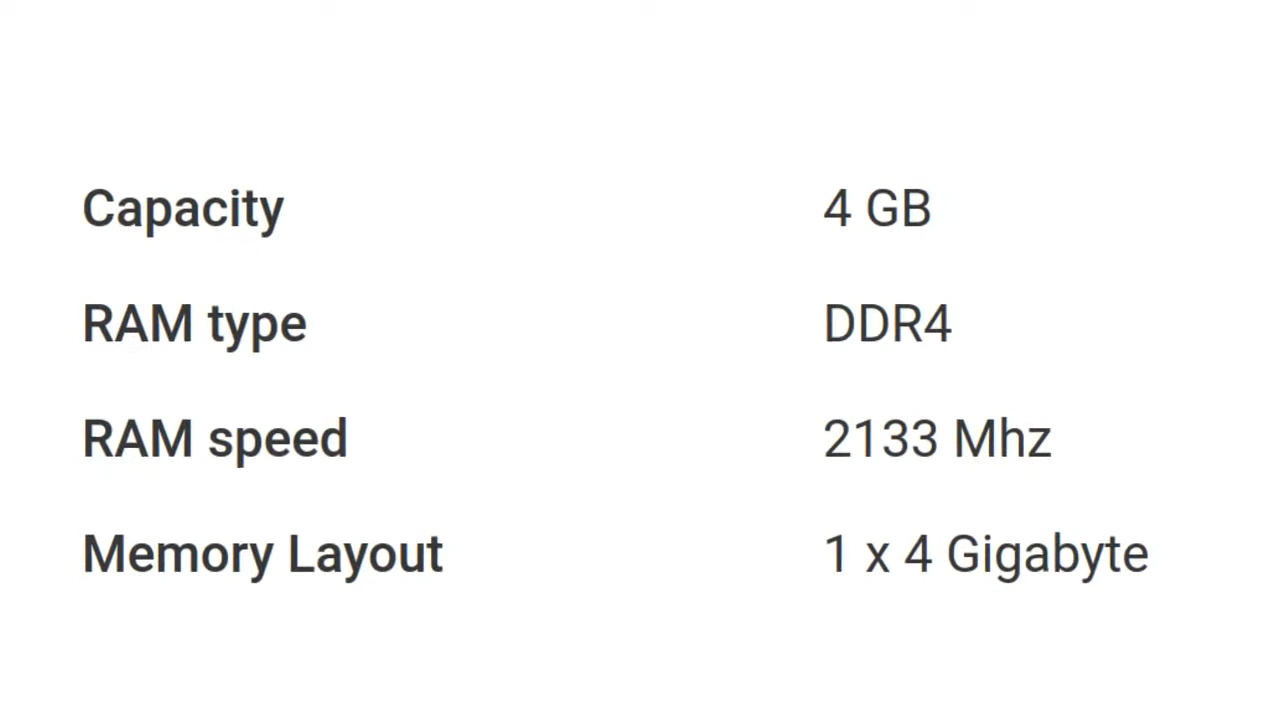 Capacity 4 GB
RAM type DDR4
RAM speed 2133 Mhz
Memory Layout 1 x 4 Gigabyte